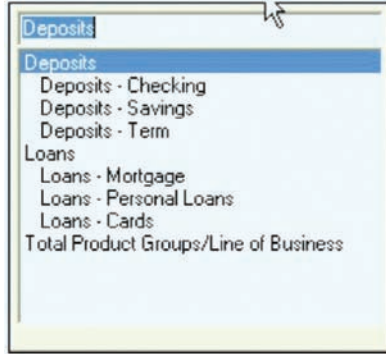 Deposits
Deposits
Deposits - Checking
Deposits - Savings
Deposits - Term
Loans
Loans - Mortgage
Loans - Personal Loans
Loans - Cards
Total Product Groups/Line of Business